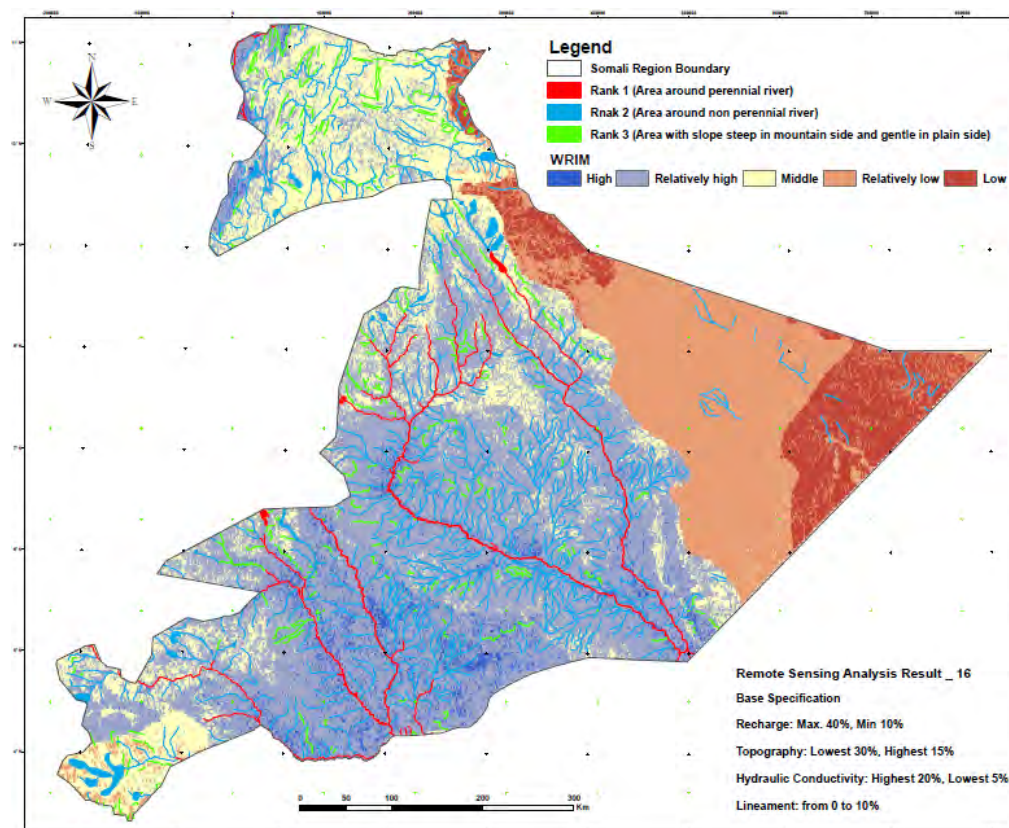 N
W E
S
Legend
Somali Region Boundary
Rank 1 (Area around perennial river)
Rnak 2 (Area around non perennial river)
Rank 3 (Area with slope steep in mountain side and gentle in plain side)
WRIM
High Relatively high Middle Relatively low Low
Remote Sensing Analysis Result _ 16
Base Specification
Recharge: Max. 40%, Min 10%
Topography: Lowest 30%, Highest 15%
Hydraulic Conductivity: Highest 20%, Lowest 5%
Lineament: from 0 to 10%
0 50 100 200 300
Km